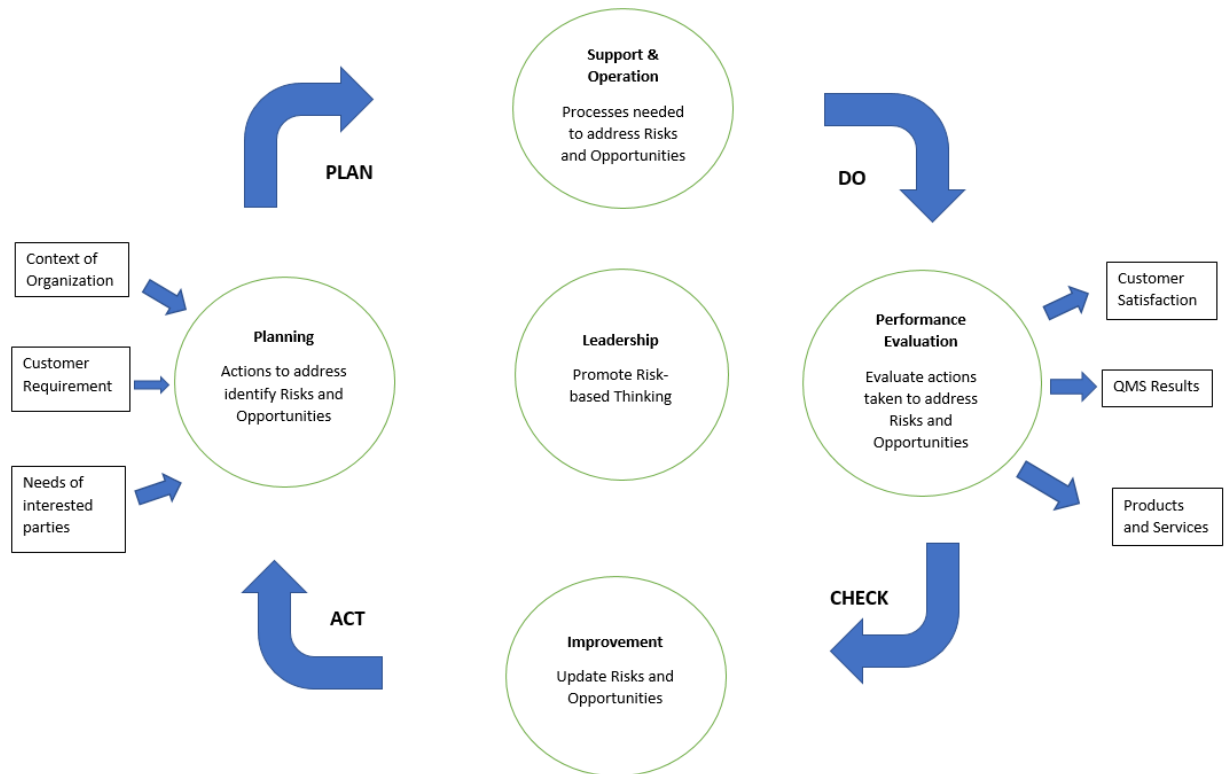 Support &
Operation
Processes needed
to address Risks
and Opportunities
PLAN
DO
Context of
Organization
Customer
Requirement
Needs of
interested
parties
Planning
Actions to address
identify Risks and
Opportunities
Leadership
Promote Risk-
based Thinking
Performance
Evaluation
Evaluate actions
taken to address
Risks and
Opportunities
Customer
Satisfaction
QMS Results
Products
and Services
ACT
CHECK
Improvement
Update Risks and
Opportunities